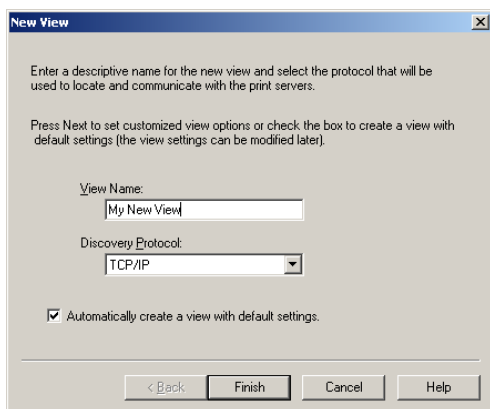 New View
Enter a descriptive name for the new view and select the protocol that will be
used to locate and communicate with the print servers.
Press Next to set customized view options or check the box to create a view with
default settings (the view settings can be modified later).
View Name:
My New View
Discovery Protocol:
TCP/IP
Automatically create a view with default settings.
< Back
Finish
Cancel
Help